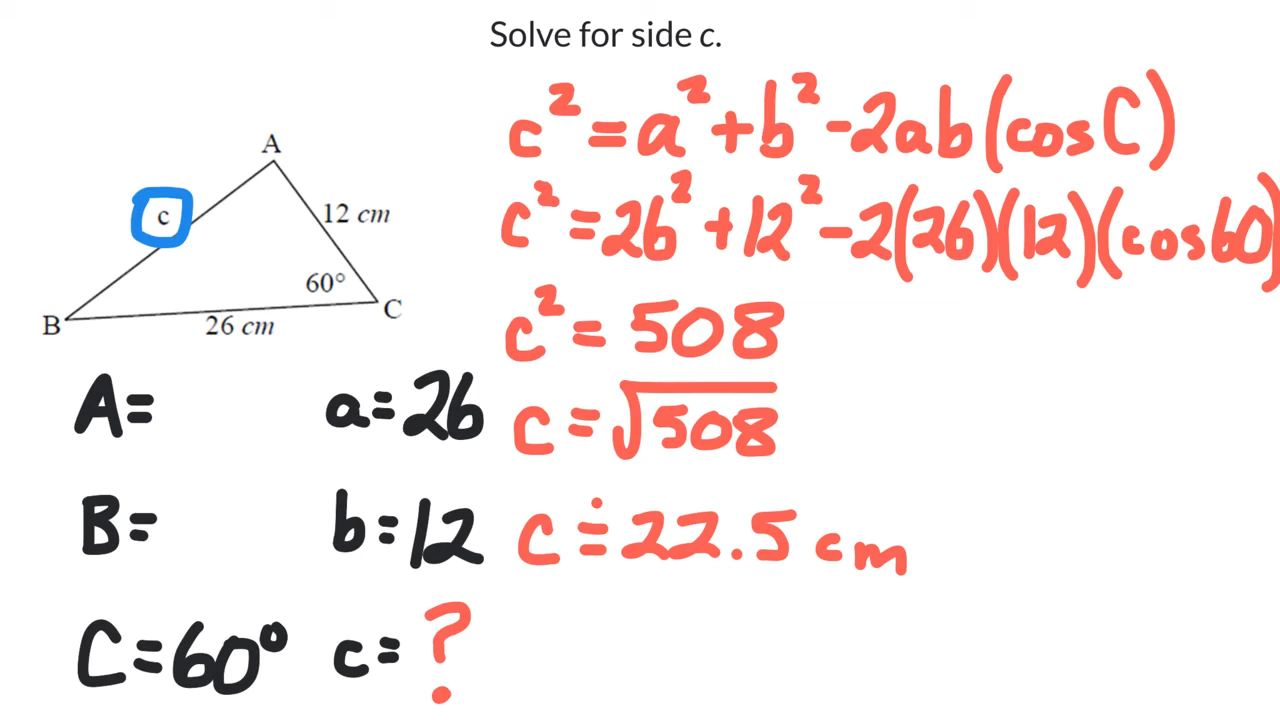 Solve for side c.
A
c
12 cm
60°
B
C
26 cm
A=
a=26
B=
b=12
C=60°
c=?
c² = a² + b² - 2ab(cosC)
c² = 26² + 12² - 2(26)(12)(cos60)
c² = 508
c = √508
c ≐ 22.5 cm